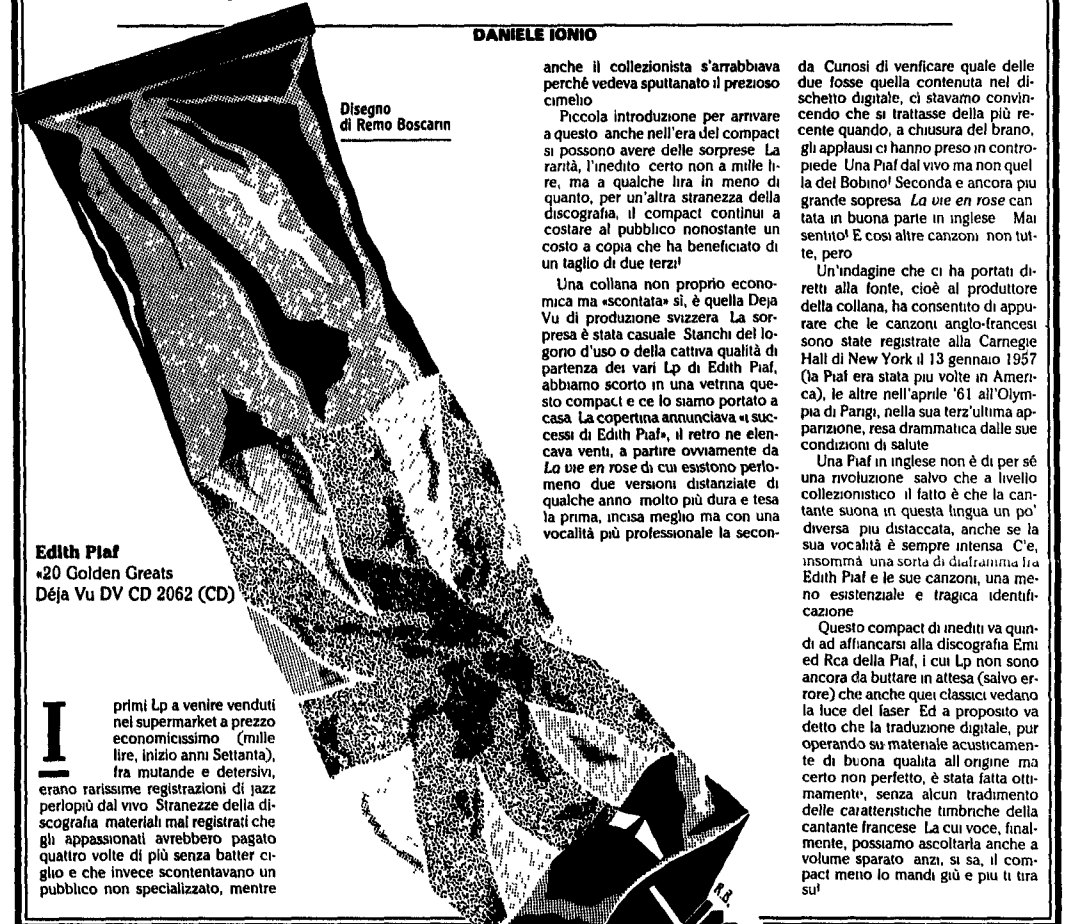 DANIELE IONIO
Disegno
di Remo Boscarin
Edith Piaf
«20 Golden Greats
Déja Vu DV CD 2062 (CD)
I primi Lp a venire venduti
nei supermarket a prezzo
economicissimo (mille
lire, inizio anni Settanta),
fra mutande e detersivi,
erano rarissime registrazioni di jazz
perlopiù dal vivo Stranezze della di-
scografia materiali mal registrati che
gli appassionati avrebbero pagato
quattro volte di più senza batter ci-
glio e che invece scontentavano un
pubblico non specializzato, mentre
anche il collezionista s'arrabbiava
perché vedeva sputtanato il prezioso
cimelio
Piccola introduzione per arrivare
a questo anche nell'era del compact
si possono avere delle sorprese La
rarità, l'inedito certo non a mille li-
re, ma a qualche lira in meno di
quanto, per un'altra stranezza della
discografia, il compact continui a
costare al pubblico nonostante un
costo a copia che ha beneficiato di
un taglio di due terzi!
Una collana non proprio econo-
mica ma «scontata» sì, è quella Deja
Vu di produzione svizzera La sor-
presa è stata casuale Stanchi del lo-
gorio d'uso o della cattiva qualità di
partenza dei vari Lp di Edith Piaf,
abbiamo scorto in una vetrina que-
sto compact e ce lo siamo portato a
casa La copertina annunciava «i suc-
cessi di Edith Piaf», il retro ne elen-
cava venti, a partire ovviamente da
La vie en rose di cui esistono perlo-
meno due versioni distanziate di
qualche anno molto più dura e tesa
la prima, incisa meglio ma con una
vocalità più professionale la secon-
da Curiosi di verificare quale delle
due fosse quella contenuta nel di-
schetto digitale, ci stavamo convin-
cendo che si trattasse della più re-
cente quando, a chiusura del brano,
gli applausi ci hanno preso in contro-
piede Una Piaf dal vivo ma non quel
la del Bobino! Seconda e ancora piu
grande sopresa La vie en rose can
tata in buona parte in inglese Mai
sentito! E cosi altre canzoni non tut-
te, pero
Un'indagine che ci ha portati di-
retti alla fonte, cioè al produttore
della collana, ha consentito di appu-
rare che le canzoni anglo-francesi
sono state registrate alla Carnegie
Hall di New York il 13 gennaio 1957
(la Piaf era stata piu volte in Ameri-
ca), le altre nell'aprile '61 all'Olym-
pia di Parigi, nella sua terz'ultima ap-
parizione, resa drammatica dalle sue
condizioni di salute
Una Piaf in inglese non è di per sé
una rivoluzione salvo che a livello
collezionistico il fatto è che la can-
tante suona in questa lingua un po'
diversa piu distaccata, anche se la
sua vocalità è sempre intensa C'e,
insomma una sorta di diaframma fra
Edith Piaf e le sue canzoni, una me-
no esistenziale e tragica identifi-
cazione
Questo compact di inediti va quin-
di ad affiancarsi alla discografia Emi
ed Rca della Piaf, i cui Lp non sono
ancora da buttare in attesa (salvo er-
rore) che anche quei classici vedano
la luce del laser Ed a proposito va
detto che la traduzione digitale, pur
operando su materiale acusticamen-
te di buona qualita all origine ma
certo non perfetto, è stata fatta otti-
mamente, senza alcun tradimento
delle caratteristiche timbriche della
cantante francese La cui voce, final-
mente, possiamo ascoltarla anche a
volume sparato anzi, si sa, il com-
pact meno lo mandi giù e piu ti tira
su!
R.B.